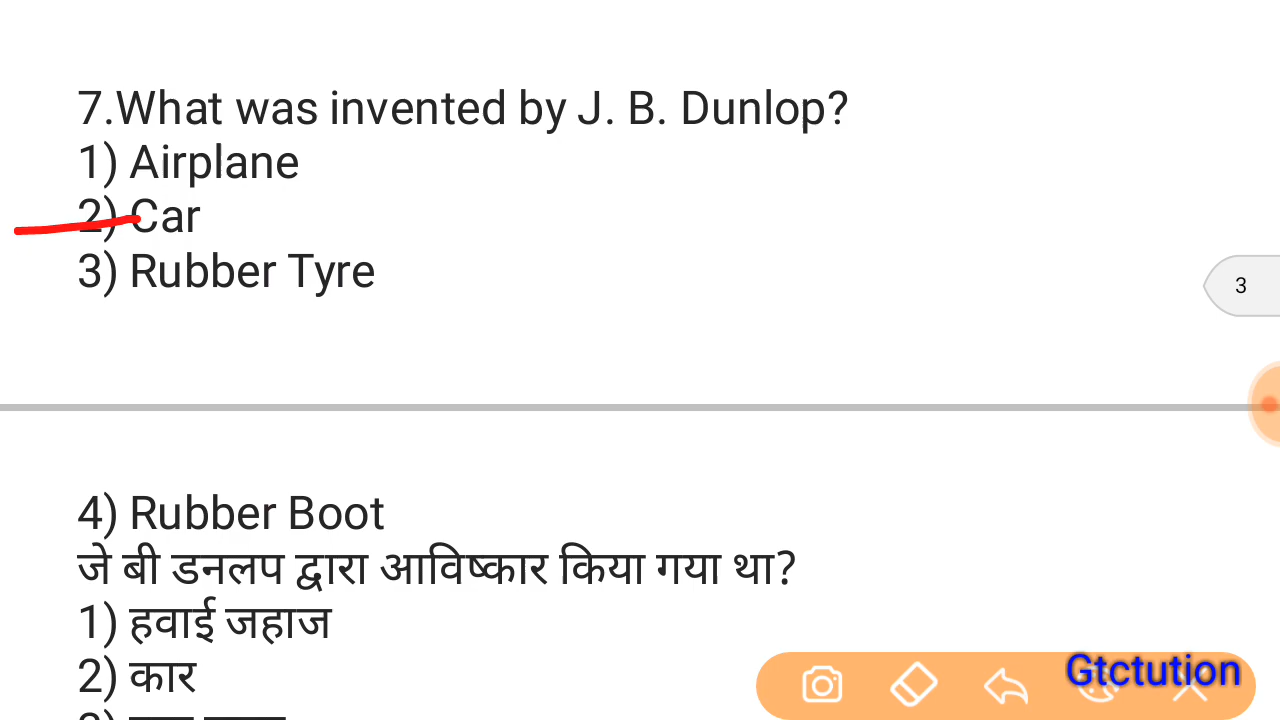 7.What was invented by J. B. Dunlop?
1) Airplane
2) Car
3) Rubber Tyre
3
4) Rubber Boot
जे बी डनलप द्वारा आविष्कार किया गया था?
1) हवाई जहाज
2) कार
Gtctution